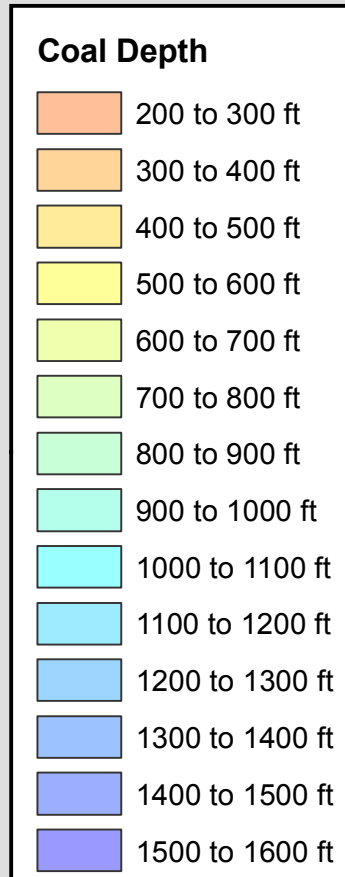 Coal Depth
200 to 300 ft
300 to 400 ft
400 to 500 ft
500 to 600 ft
600 to 700 ft
700 to 800 ft
800 to 900 ft
900 to 1000 ft
1000 to 1100 ft
1100 to 1200 ft
1200 to 1300 ft
1300 to 1400 ft
1400 to 1500 ft
1500 to 1600 ft